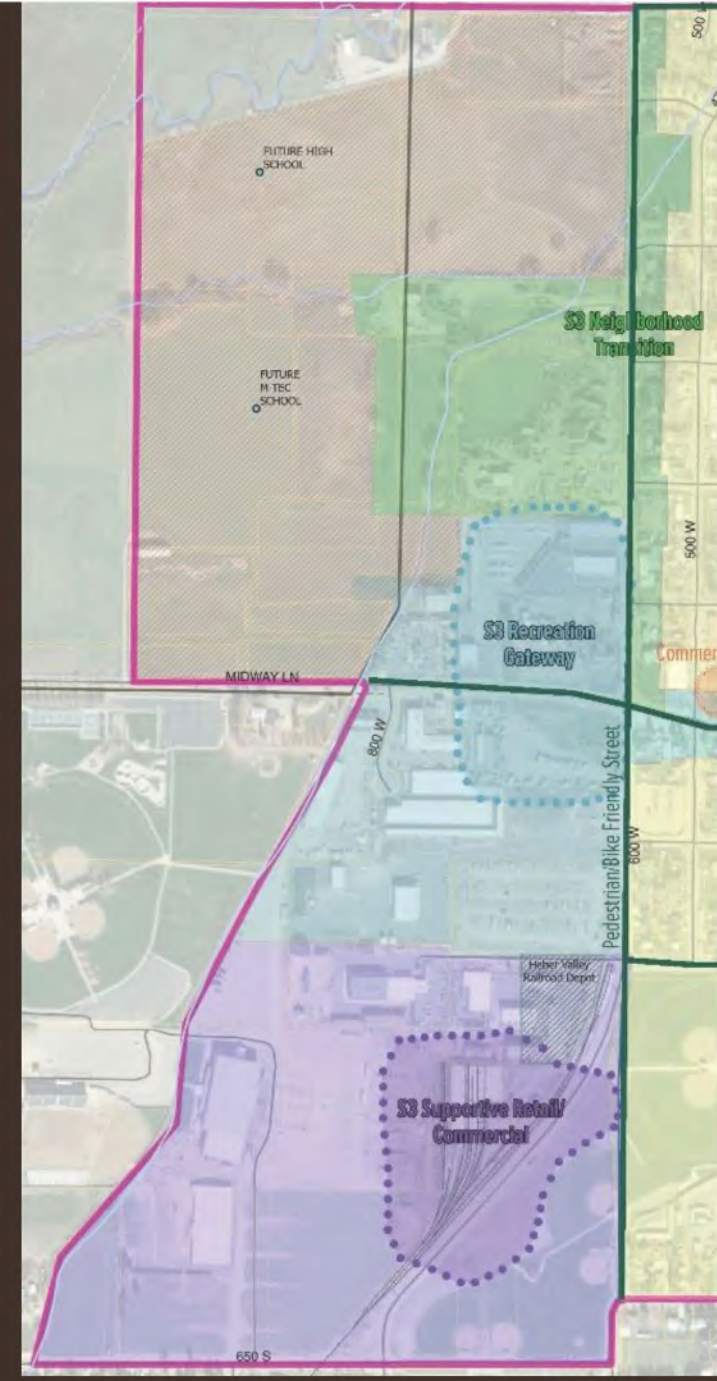 500 W
FUTURE HIGH
SCHOOL
S3 Neighborhood
Transition
FUTURE
M-TEC
SCHOOL
500 W
S3 Recreation
Gateway
Commer
MIDWAY LN
800 W
Pedestrian/Bike Friendly Street
600 W
Heber Valley
Railroad Depot
S3 Supportive Retail/
Commercial
650 S